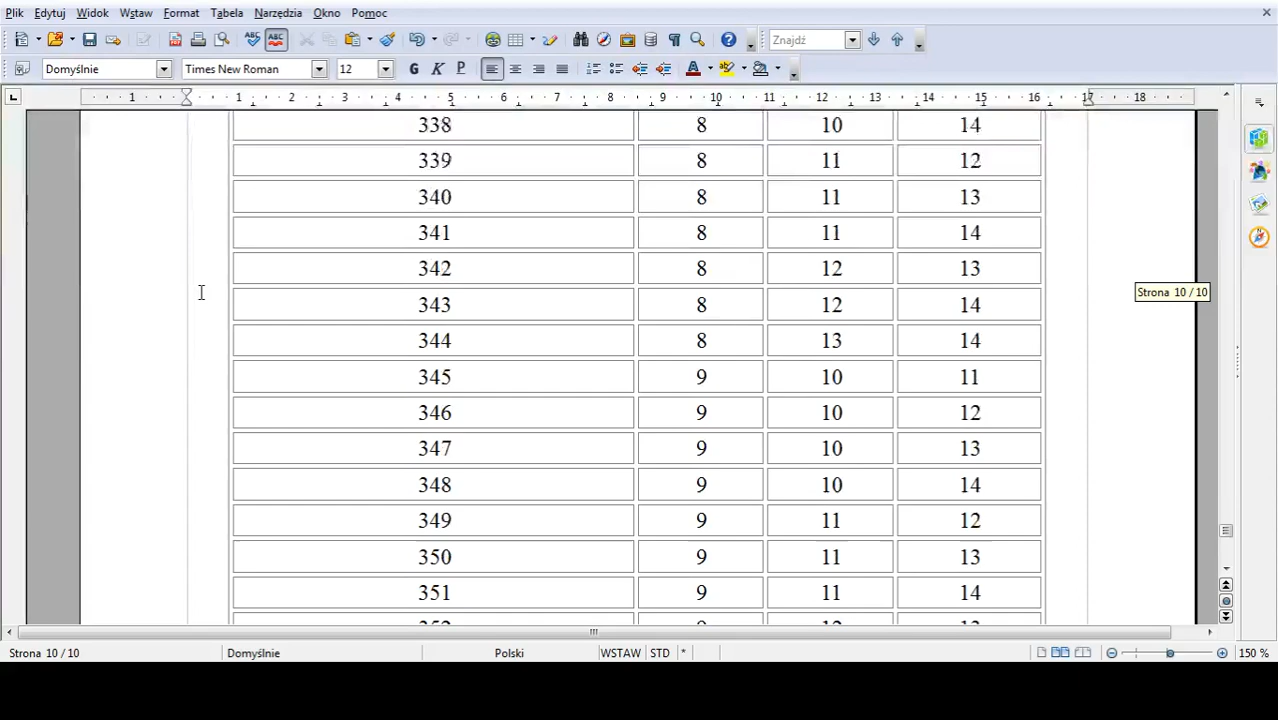 Plik Edytuj Widok Wstaw Format Tabela Narzędzia Okno Pomoc
Znajdź
Domyślnie Times New Roman 12 G K P
1 1 2 3 4 5 6 7 8 9 10 11 12 13 14 15 16 17 18
338 8 10 14
339 8 11 12
340 8 11 13
341 8 11 14
342 8 12 13
343 8 12 14
344 8 13 14
345 9 10 11
346 9 10 12
347 9 10 13
348 9 10 14
349 9 11 12
350 9 11 13
351 9 11 14
352 9 12 13
Strona 10 / 10
Strona 10 / 10 Domyślnie Polski WSTAW STD * 150 %